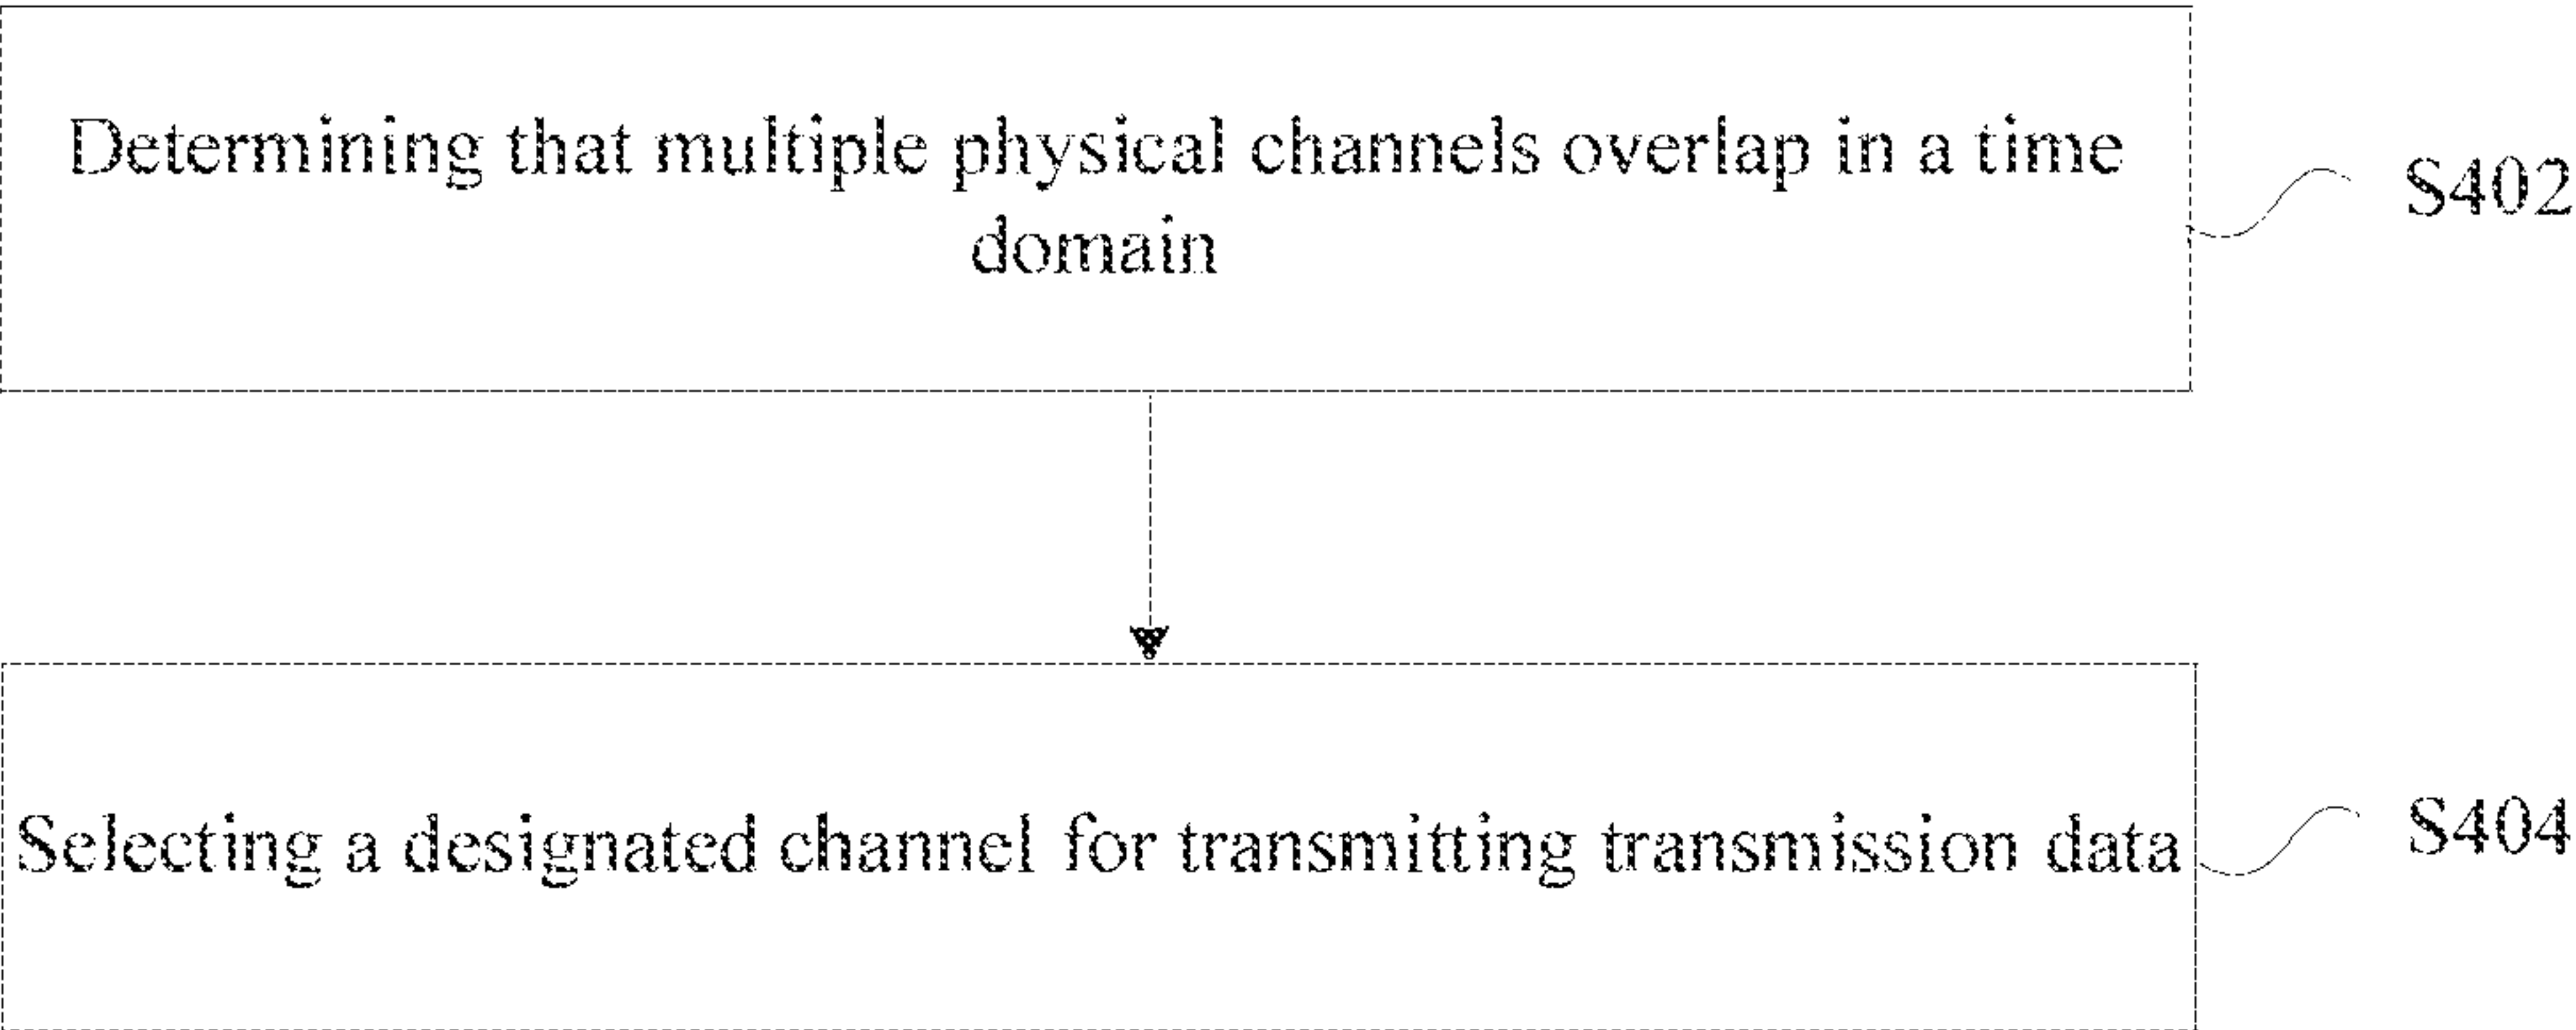 Determining that multiple physical channels overlap in a time
domain
S402
Selecting a designated channel for transmitting transmission data
S404